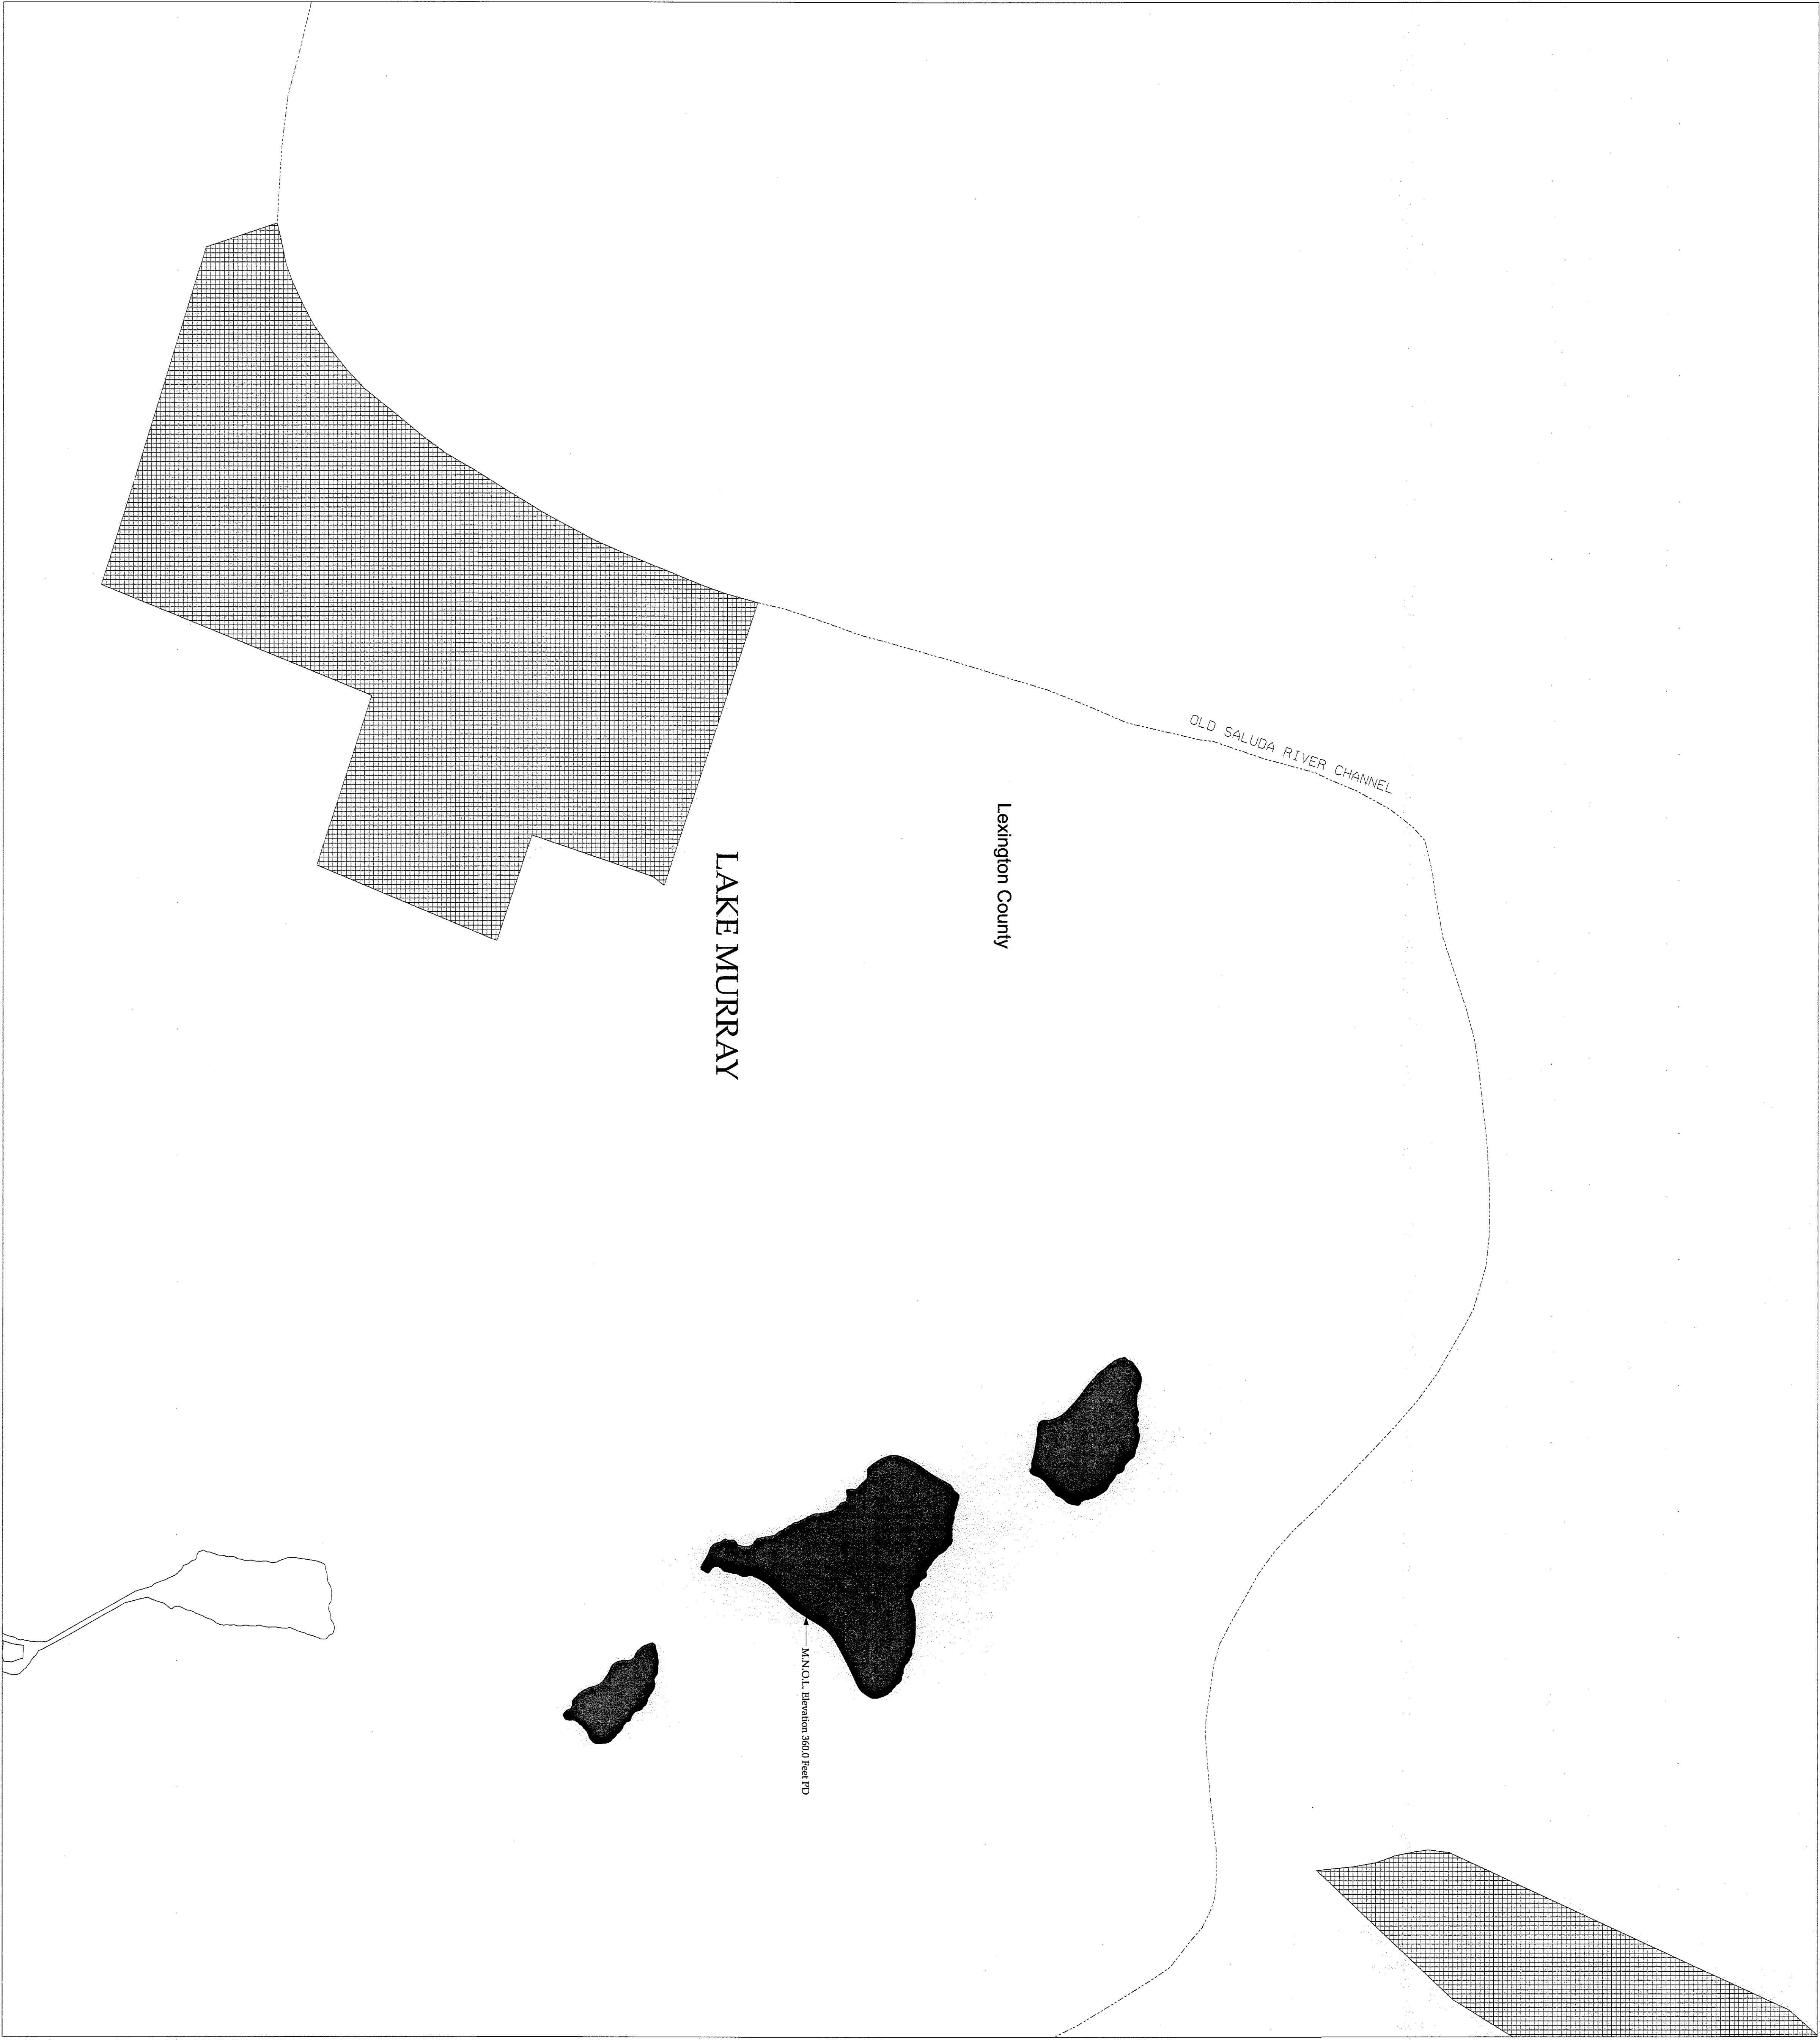 OLD SALUDA RIVER CHANNEL
Lexington County
LAKE MURRAY
M.N.O.L. Elevation 360.0 Feet PD